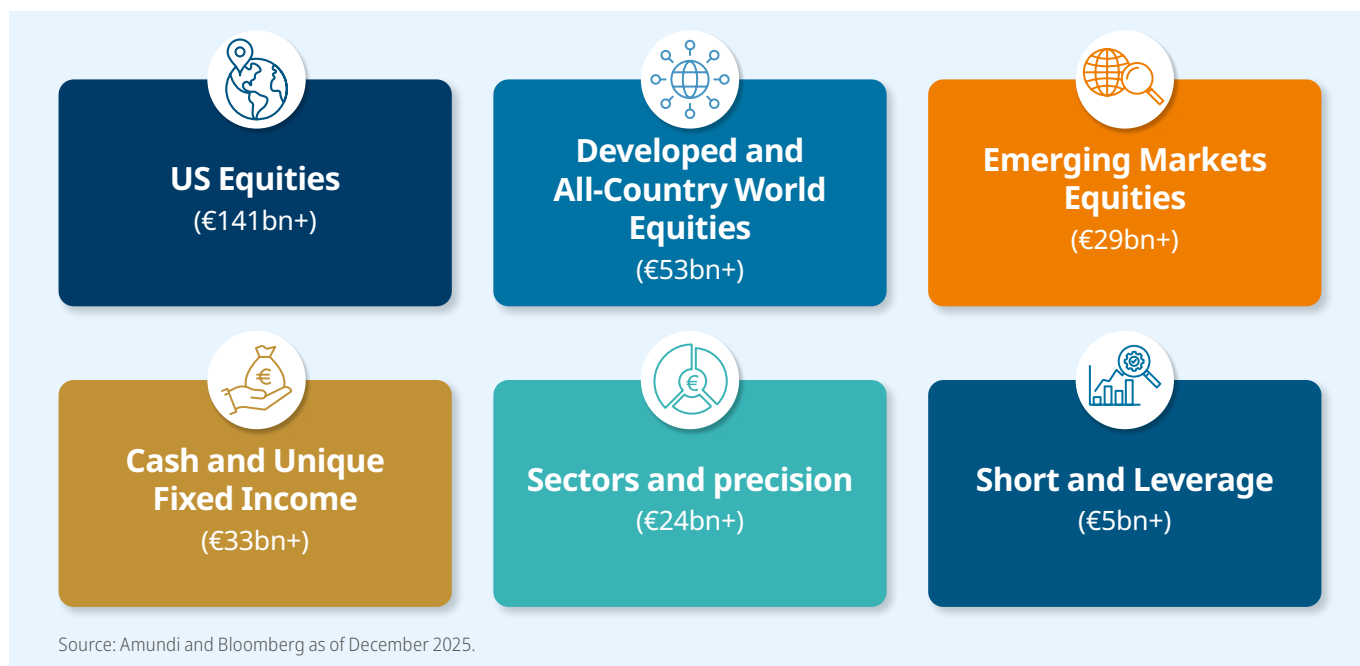 US Equities
(€141bn+)
Developed and
All-Country World
Equities
(€53bn+)
Emerging Markets
Equities
(€29bn+)
€
Cash and Unique
Fixed Income
(€33bn+)
€
Sectors and precision
(€24bn+)
Short and Leverage
(€5bn+)
Source: Amundi and Bloomberg as of December 2025.